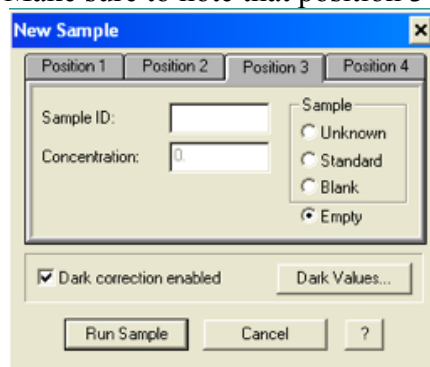 Make sure to note that position 3
New Sample
Position 1 Position 2 Position 3 Position 4
Sample ID:
Concentration: 0.
Sample
Unknown
Standard
Blank
Empty
Dark correction enabled Dark Values...
Run Sample Cancel ?